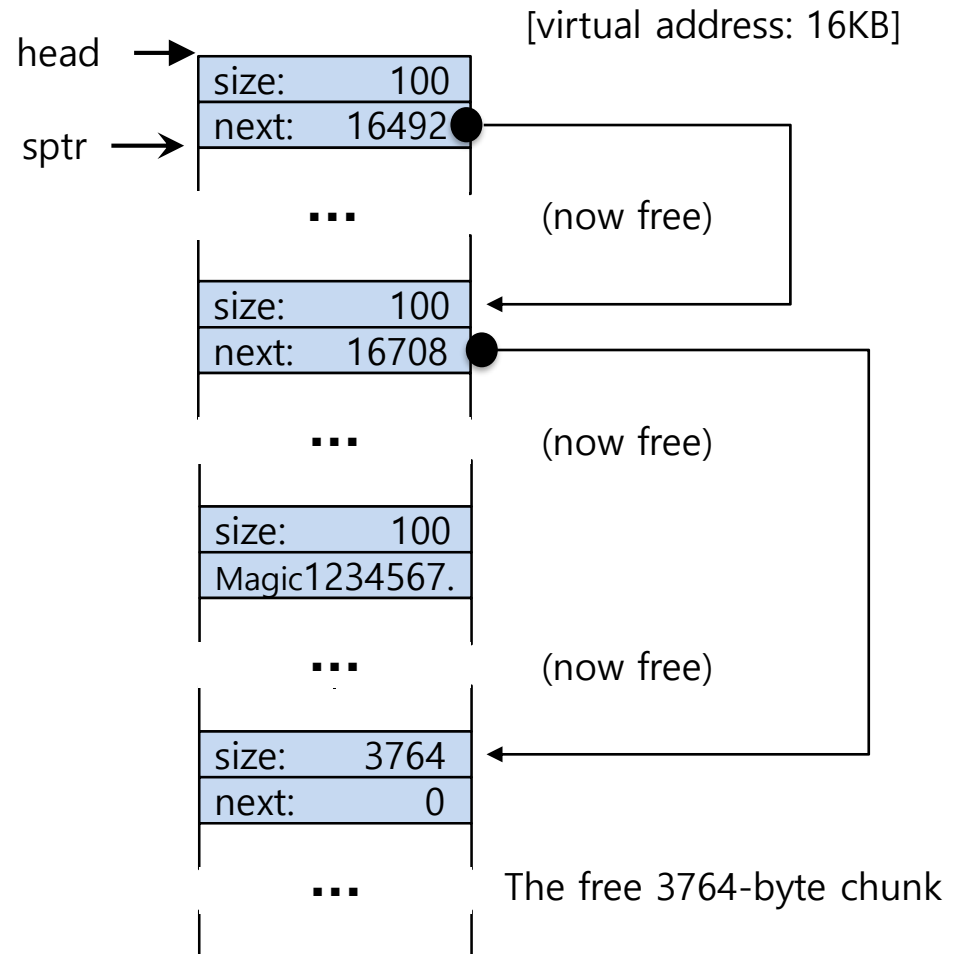 [virtual address: 16KB]
head
size: 100
next: 16492
sptr
...
(now free)
size: 100
next: 16708
...
(now free)
size: 100
Magic1234567.
...
(now free)
size: 3764
next: 0
...
The free 3764-byte chunk